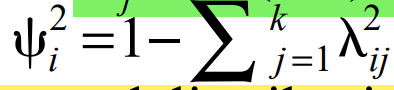 ψ_i^2 = 1 − ∑_{j=1}^k λ_{ij}^2